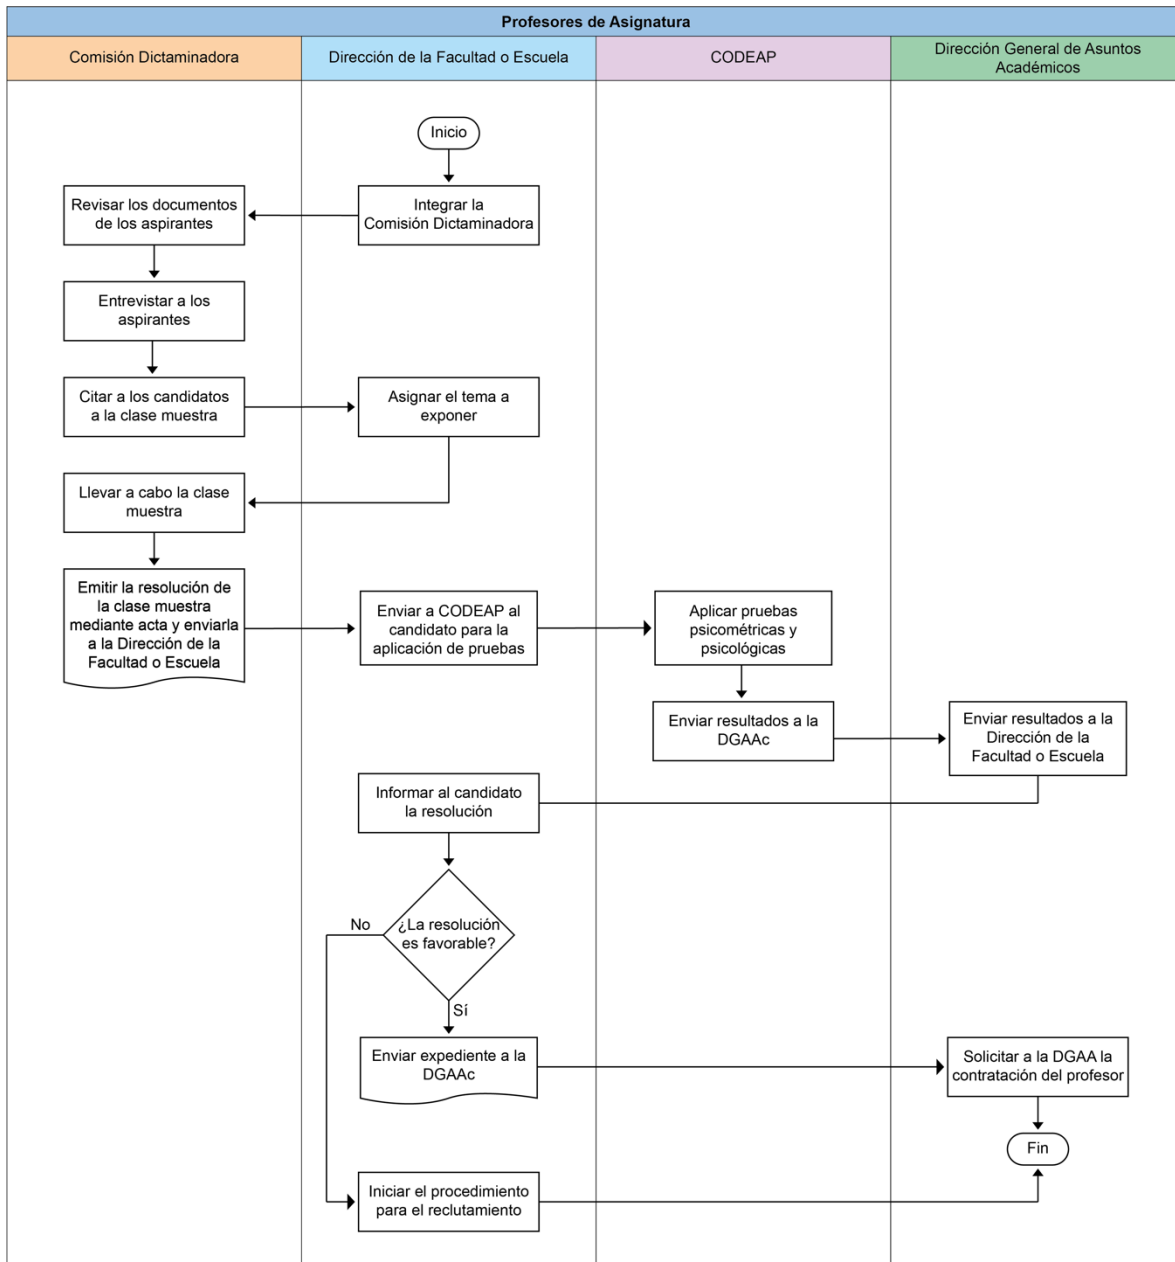 Profesores de Asignatura
Comisión Dictaminadora
Dirección de la Facultad o Escuela
CODEAP
Dirección General de Asuntos
Académicos
Inicio
Revisar los documentos
de los aspirantes
Integrar la
Comisión Dictaminadora
Entrevistar a los
aspirantes
Citar a los candidatos
a la clase muestra
Asignar el tema a
exponer
Llevar a cabo la clase
muestra
Emitir la resolución de
la clase muestra
mediante acta y enviarla
a la Dirección de la
Facultad o Escuela
Enviar a CODEAP al
candidato para la
aplicación de pruebas
Aplicar pruebas
psicométricas y
psicológicas
Enviar resultados a la
DGAAc
Enviar resultados a la
Dirección de la
Facultad o Escuela
Informar al candidato
la resolución
¿La resolución
es favorable?
No
Sí
Enviar expediente a la
DGAAc
Solicitar a la DGAA la
contratación del profesor
Fin
Iniciar el procedimiento
para el reclutamiento